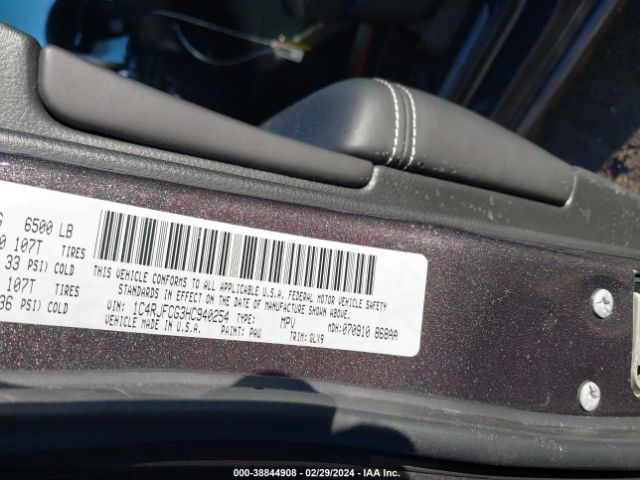 6500 LB
107T TIRES
33 PSI) COLD
107T TIRES
36 PSI) COLD
THIS VEHICLE CONFORMS TO ALL APPLICABLE U.S.A. FEDERAL MOTOR VEHICLE SAFETY
STANDARDS IN EFFECT ON THE DATE OF MANUFACTURE SHOWN ABOVE.
VIN: 1C4RJFCG3HC940254 TYPE: MPV MDH:070910 868AA
VEHICLE MADE IN U.S.A. PAINT: PAU TRIM: GLX9
000-38844908 - 02/29/2024 - IAA Inc.